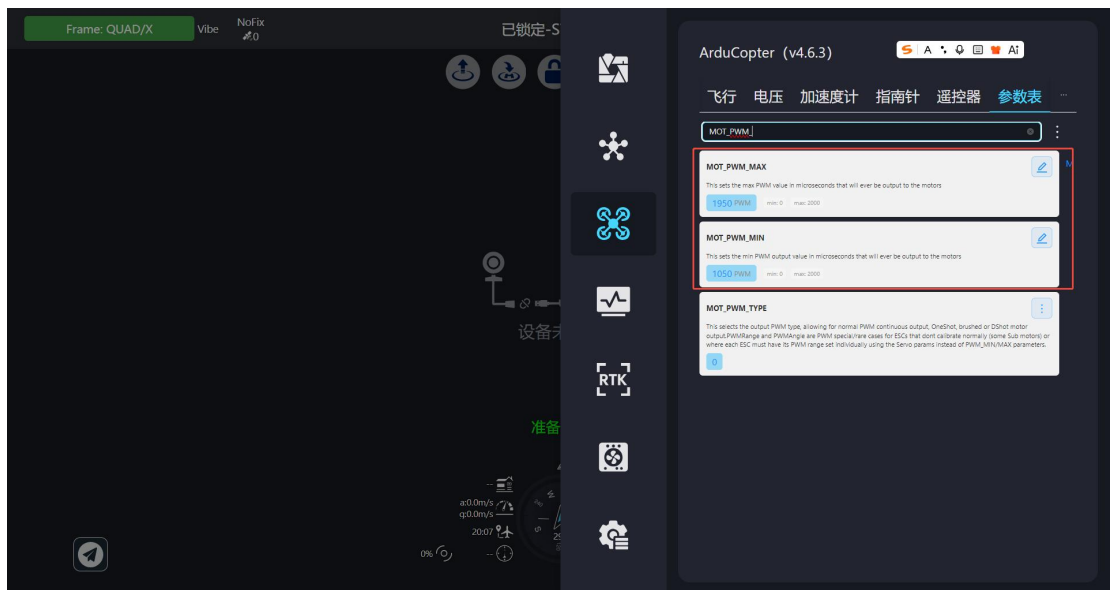 Frame: QUAD/X
Vibe
NoFix
0
已锁定-S
ArduCopter (v4.6.3)
飞行 电压 加速度计 指南针 遥控器 参数表 ...
MOT_PWM_
MOT_PWM_MAX
This sets the max PWM value in microseconds that will ever be output to the motors
1950 PWM min: 0 max: 2000
M
MOT_PWM_MIN
This sets the min PWM output value in microseconds that will ever be output to the motors
1050 PWM min: 0 max: 2000
MOT_PWM_TYPE
This selects the output PWM type, allowing for normal PWM continuous output, OneShot, brushed or DShot motor
output.PWMRange and PWMAngle are PWM special/rare cases for ESCs that dont calibrate normally (some Sub motors) or
where each ESC must have its PWM range set individually using the Servo params instead of PWM_MIN/MAX parameters.
0
设备未
RTK
准备
--
a:0.0m/s
q:0.0m/s
20:07
0%
--
W
S